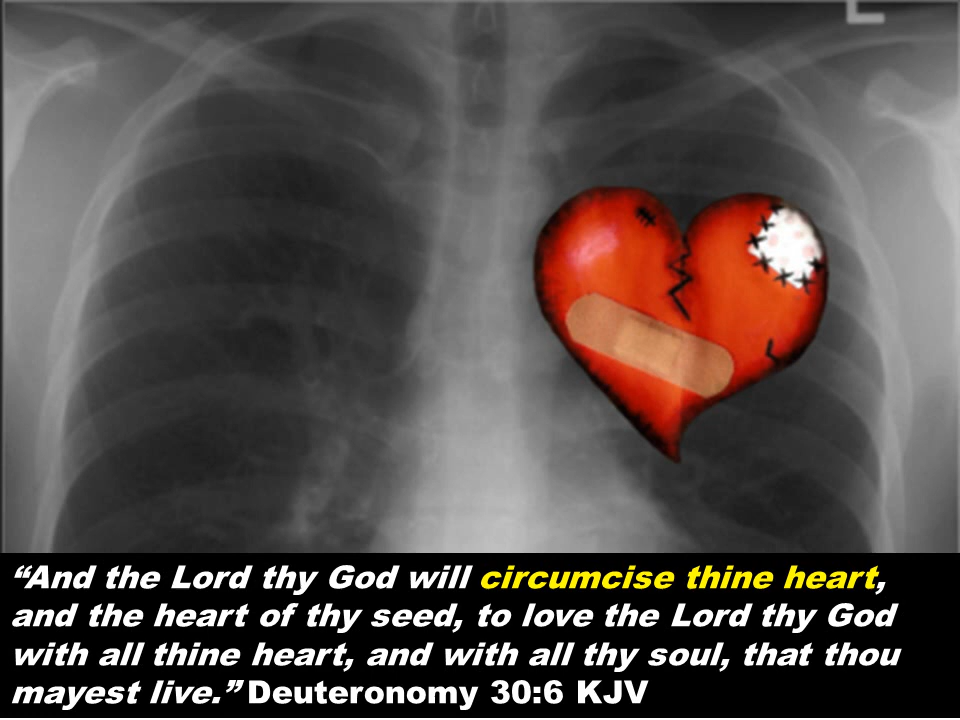 L
“And the Lord thy God will circumcise thine heart,
and the heart of thy seed, to love the Lord thy God
with all thine heart, and with all thy soul, that thou
mayest live.” Deuteronomy 30:6 KJV